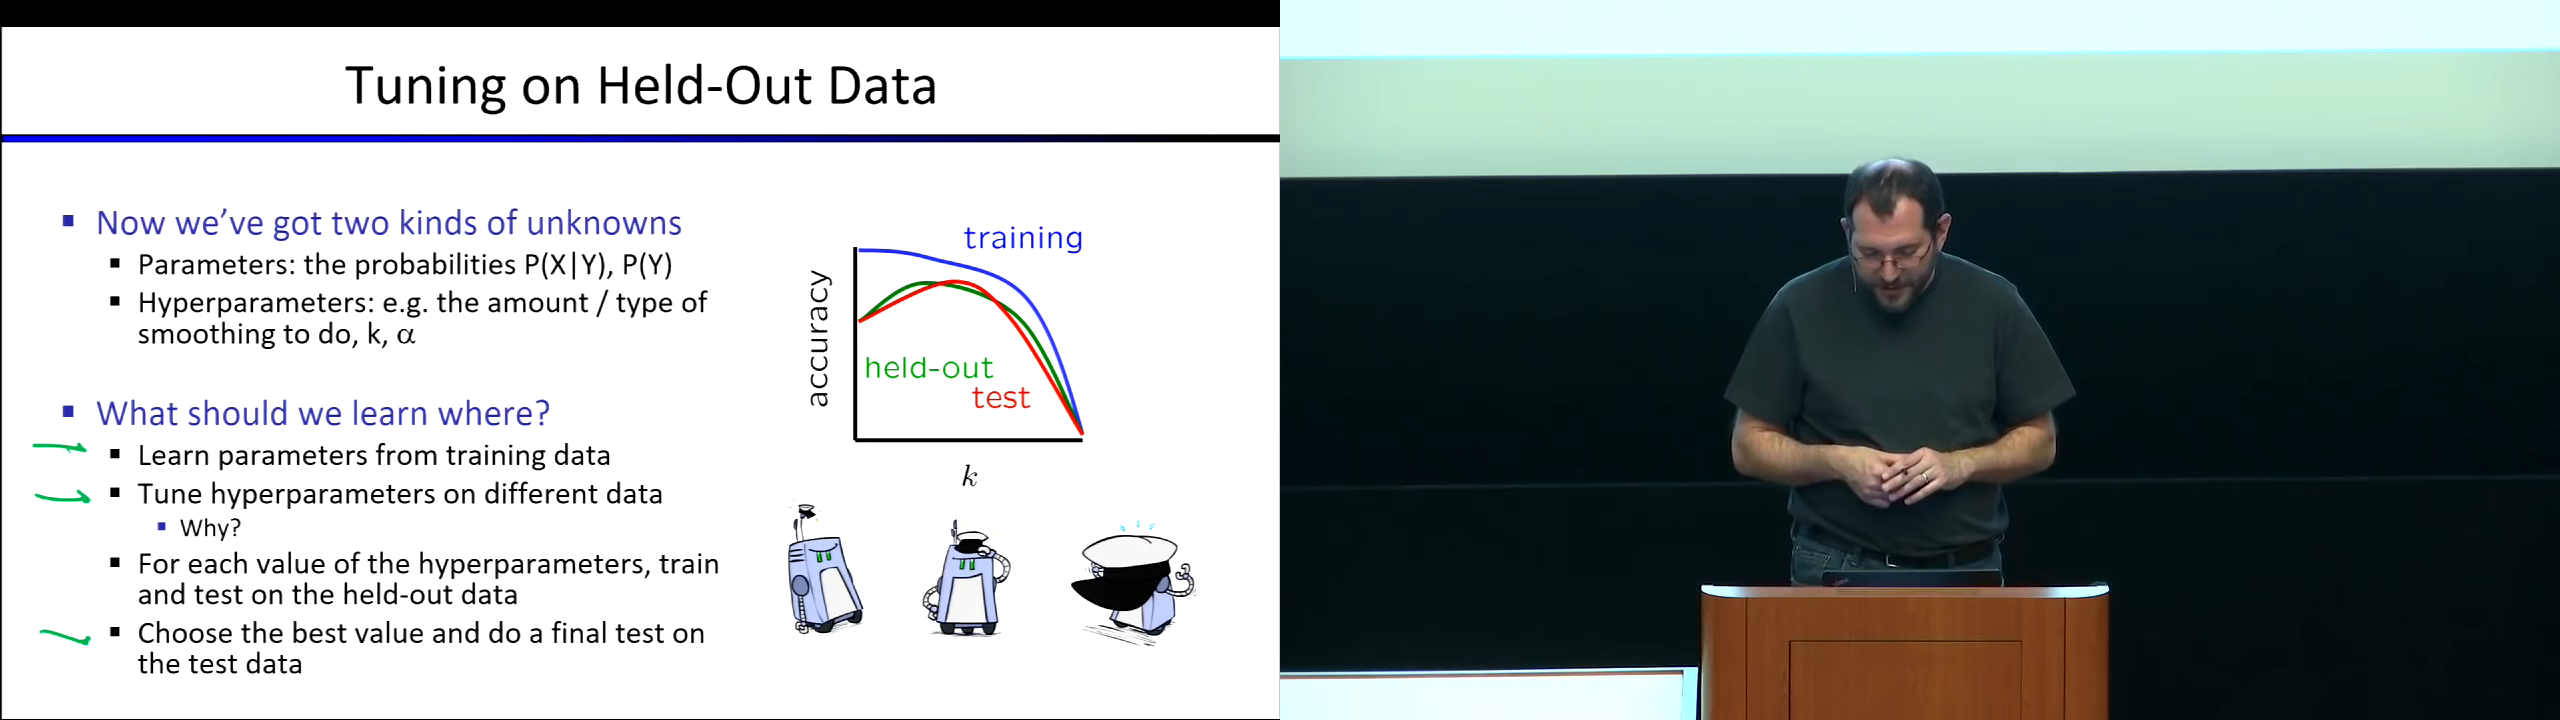 Tuning on Held-Out Data
Now we've got two kinds of unknowns
Parameters: the probabilities P(X|Y), P(Y)
Hyperparameters: e.g. the amount / type of
smoothing to do, k, α
What should we learn where?
Learn parameters from training data
Tune hyperparameters on different data
Why?
For each value of the hyperparameters, train
and test on the held-out data
Choose the best value and do a final test on
the test data
training
accuracy
held-out
test
k